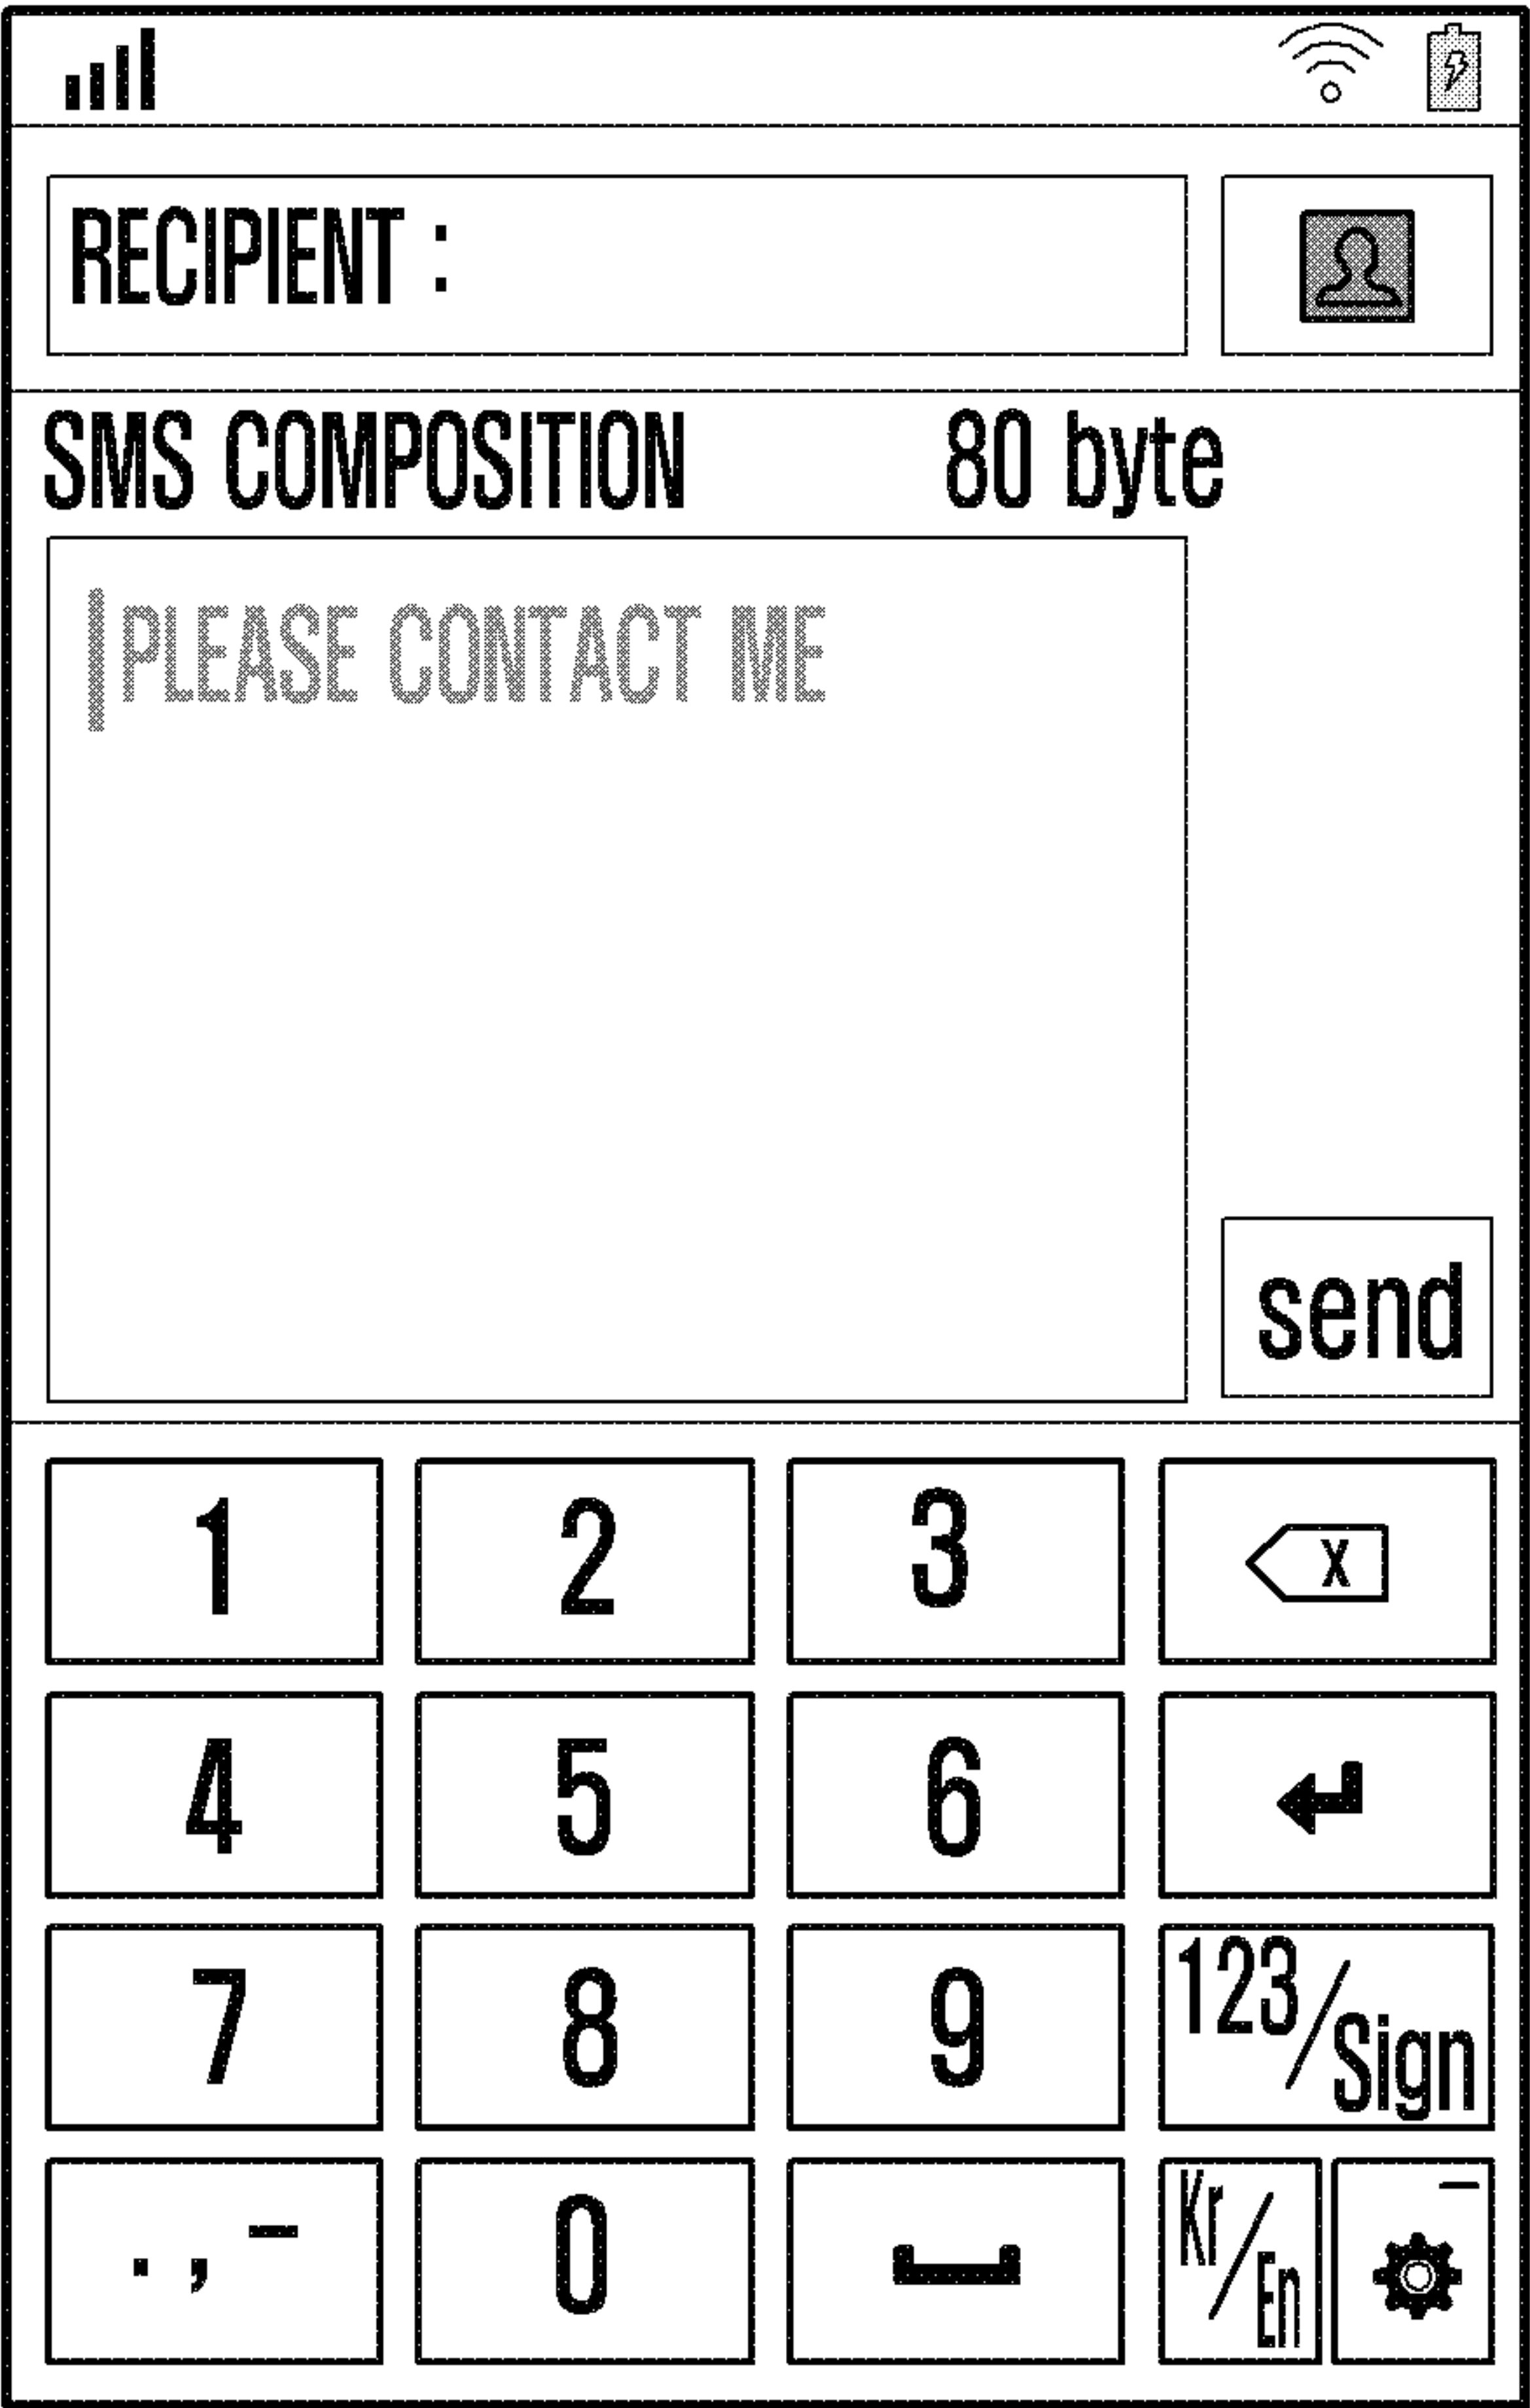 RECIPIENT :
SMS COMPOSITION 80 byte
PLEASE CONTACT ME
send
1 2 3 X
4 5 6
7 8 9 123/Sign
. , – 0 Kr/En